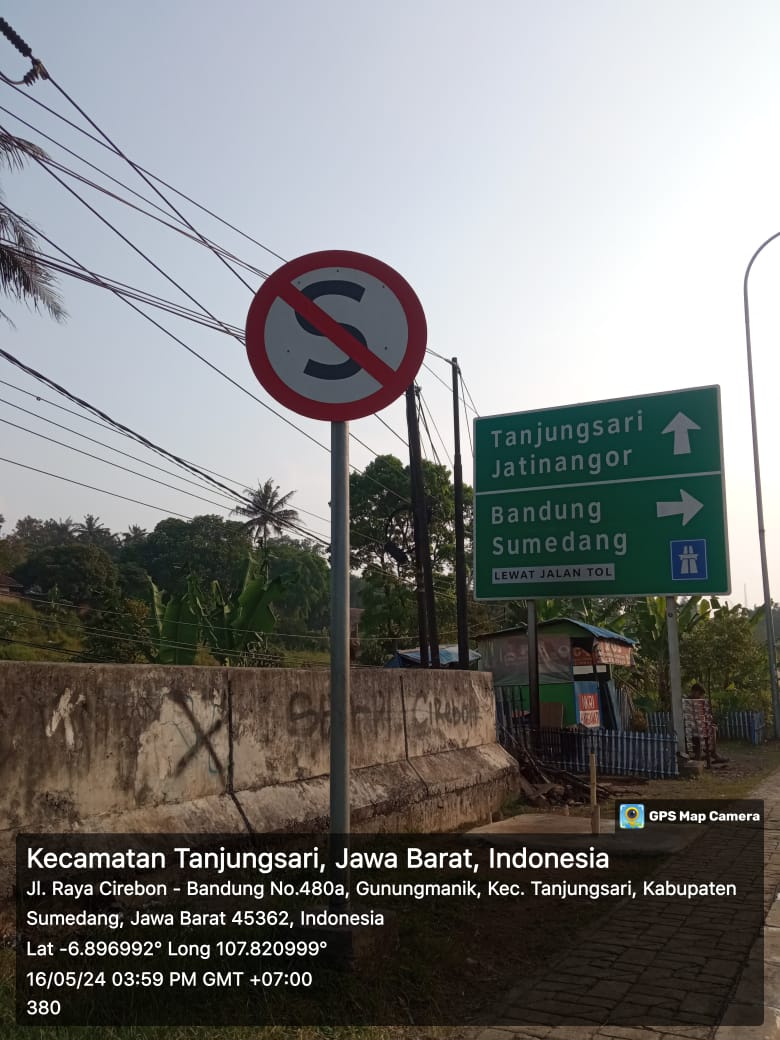 S
Tanjungsari
Jatinangor
Bandung
Sumedang
LEWAT JALAN TOL
Cirebon
GPS Map Camera
Kecamatan Tanjungsari, Jawa Barat, Indonesia
Jl. Raya Cirebon - Bandung No.480a, Gunungmanik, Kec. Tanjungsari, Kabupaten
Sumedang, Jawa Barat 45362, Indonesia
Lat -6.896992° Long 107.820999°
16/05/24 03:59 PM GMT +07:00
380